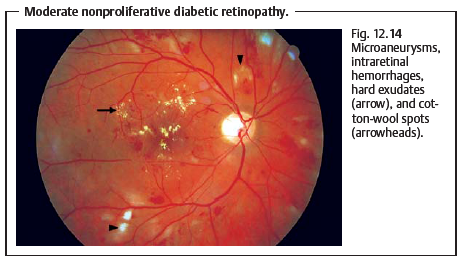 Moderate nonproliferative diabetic retinopathy.
Fig. 12.14
Microaneurysms,
intraretinal
hemorrhages,
hard exudates
(arrow), and cot-
ton-wool spots
(arrowheads).